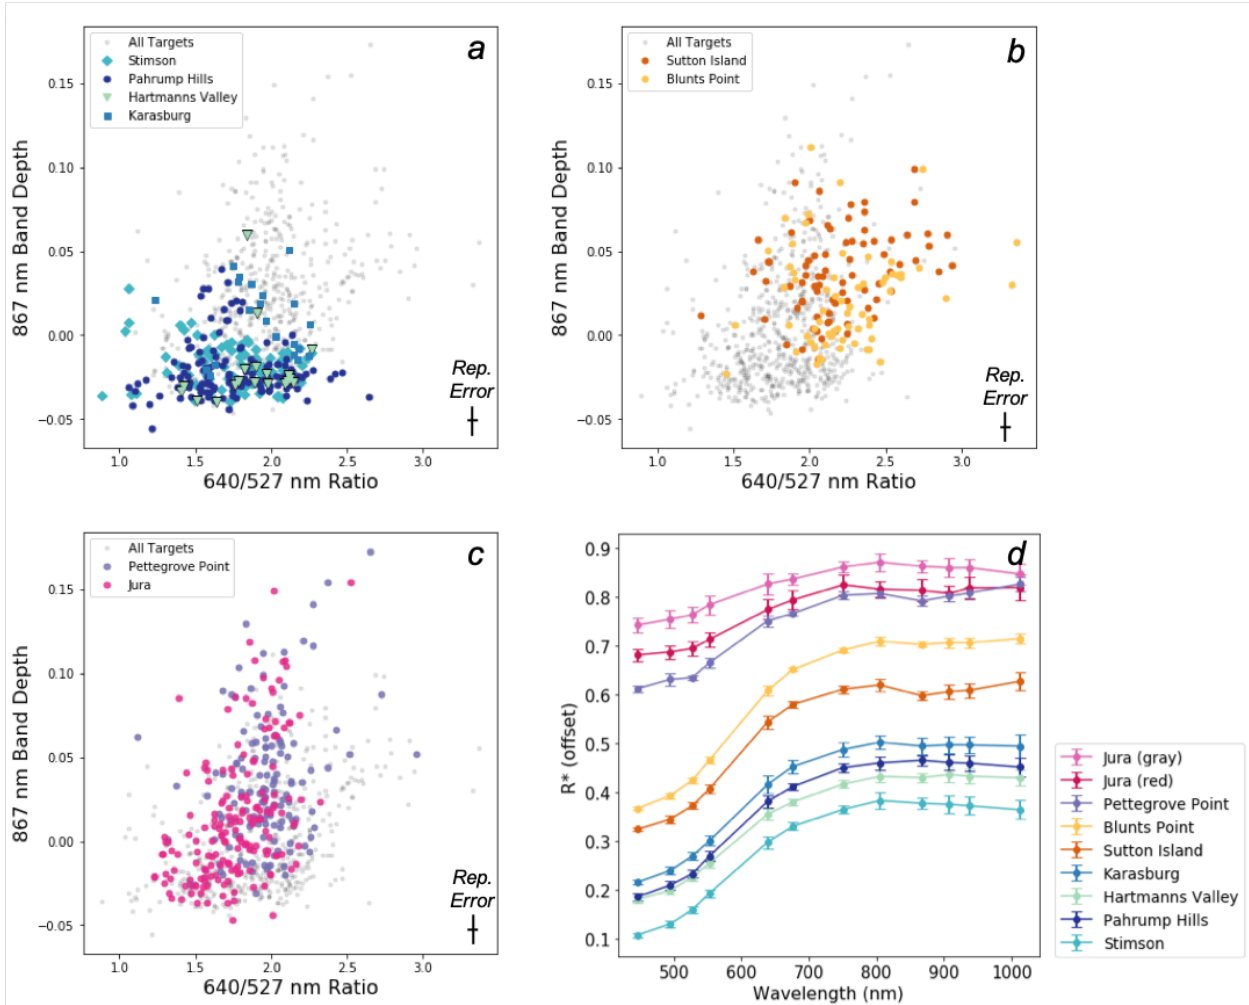 a
All Targets
Stimson
Pahrump Hills
Hartmanns Valley
Karasburg
0.15
0.10
0.05
0.00
−0.05
867 nm Band Depth
Rep.
Error
1.0 1.5 2.0 2.5 3.0
640/527 nm Ratio
b
All Targets
Sutton Island
Blunts Point
0.15
0.10
0.05
0.00
−0.05
867 nm Band Depth
Rep.
Error
1.0 1.5 2.0 2.5 3.0
640/527 nm Ratio
c
All Targets
Pettegrove Point
Jura
0.15
0.10
0.05
0.00
−0.05
867 nm Band Depth
Rep.
Error
1.0 1.5 2.0 2.5 3.0
640/527 nm Ratio
d
0.9
0.8
0.7
0.6
0.5
0.4
0.3
0.2
0.1
R* (offset)
500 600 700 800 900 1000
Wavelength (nm)
Jura (gray)
Jura (red)
Pettegrove Point
Blunts Point
Sutton Island
Karasburg
Hartmanns Valley
Pahrump Hills
Stimson